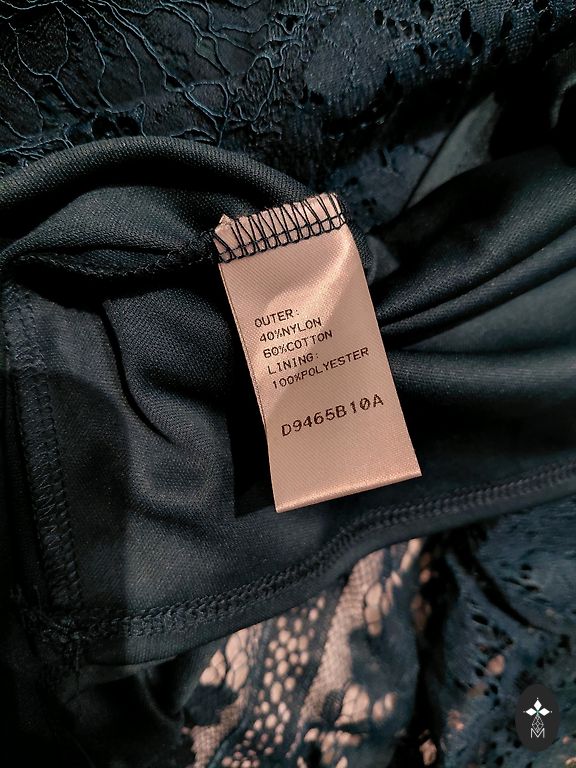 OUTER:
40%NYLON
60%COTTON
LINING:
100%POLYESTER
D9465B10A
M